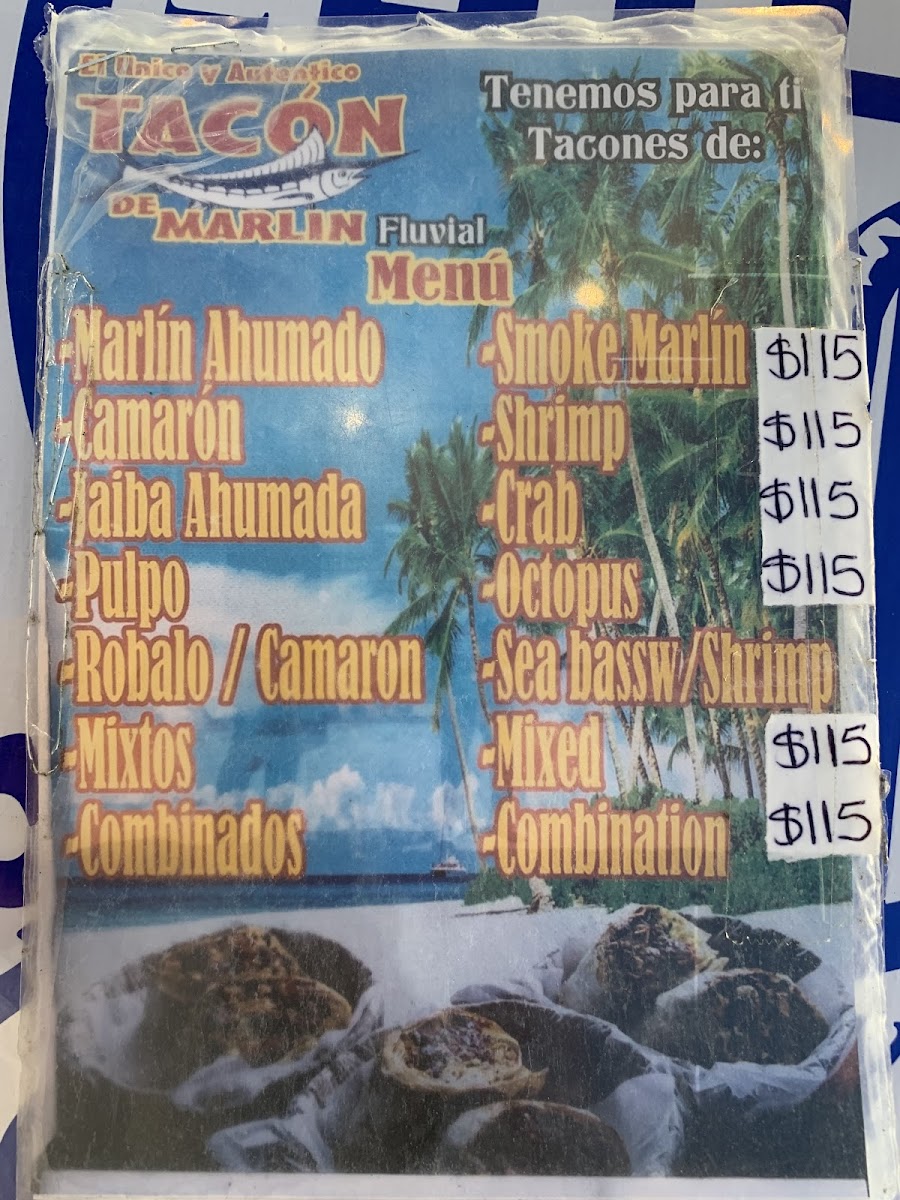 El Unico y Autentico
TACÓN
DE MARLIN Fluvial
Tenemos para ti
Tacones de:
Menú
-Marlín Ahumado -Smoke Marlín $115
-Camarón -Shrimp $115
-Jaiba Ahumada -Crab $115
-Pulpo -Octopus $115
-Robalo / Camaron -Sea bassw/Shrimp
-Mixtos -Mixed $115
-Combinados -Combination $115